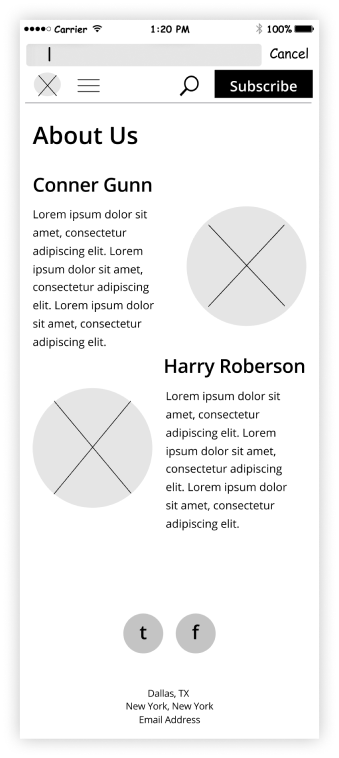 Carrier 1:20 PM 100%
Cancel
Subscribe
About Us
Conner Gunn
Lorem ipsum dolor sit
amet, consectetur
adipiscing elit. Lorem
ipsum dolor sit amet,
consectetur adipiscing
elit. Lorem ipsum dolor
sit amet, consectetur
adipiscing elit.
Harry Roberson
Lorem ipsum dolor sit
amet, consectetur
adipiscing elit. Lorem
ipsum dolor sit amet,
consectetur adipiscing
elit. Lorem ipsum dolor
sit amet, consectetur
adipiscing elit.
t f
Dallas, TX
New York, New York
Email Address